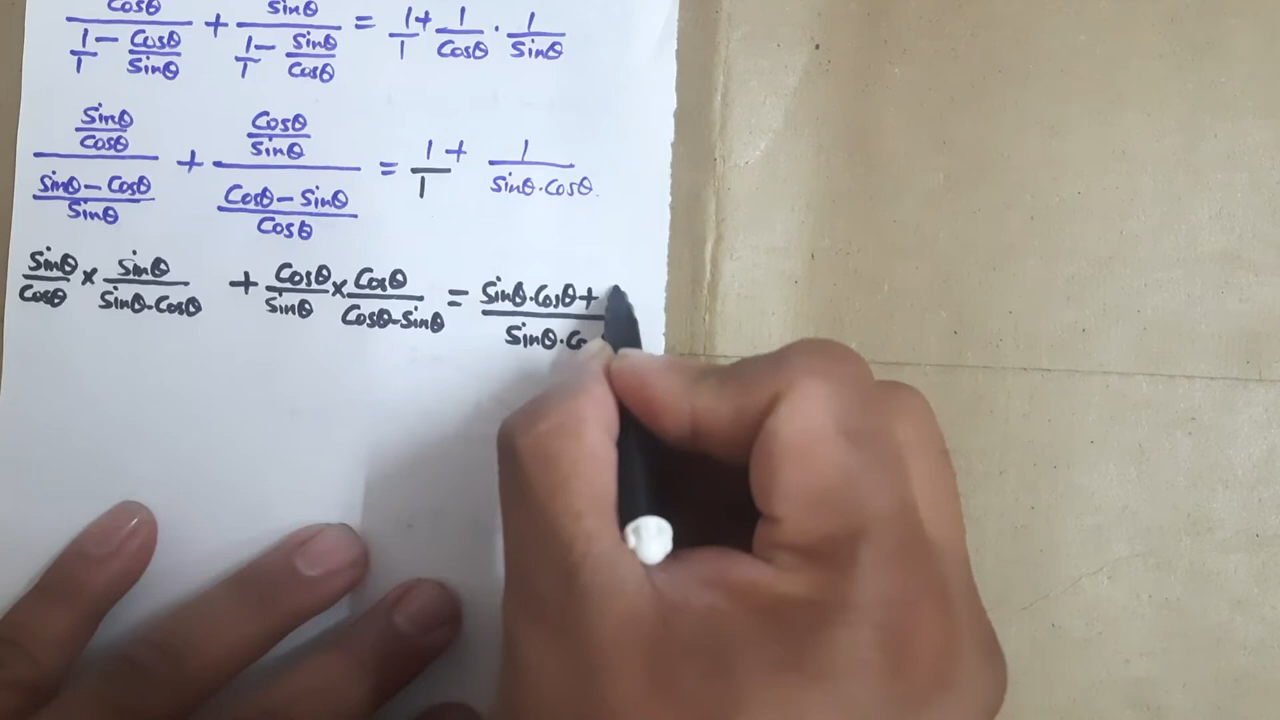 cosθ/(1/1 - cosθ/sinθ) + sinθ/(1/1 - sinθ/cosθ) = 1/1 + 1/cosθ · 1/sinθ
(sinθ/cosθ)/((sinθ - cosθ)/sinθ) + (cosθ/sinθ)/((cosθ - sinθ)/cosθ) = 1/1 + 1/(sinθ·cosθ)
sinθ/cosθ × sinθ/(sinθ-cosθ) + cosθ/sinθ × cosθ/(cosθ-sinθ) = (sinθ·cosθ +)/(sinθ·